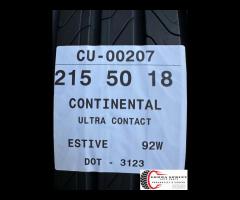 CU-00207
215 50 18
CONTINENTAL
ULTRA CONTACT
ESTIVE 92W
DOT - 3123